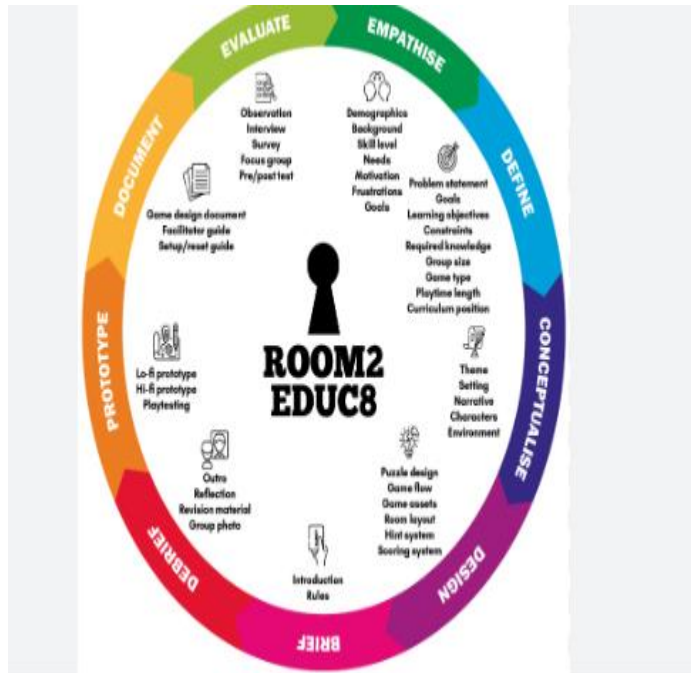 EMPATHISE
Demographics
Background
Skill level
Needs
Motivation
Frustrations
Goals
DEFINE
Problem statement
Goals
Learning objectives
Constraints
Required knowledge
Group size
Game type
Playtime length
Curriculum position
CONCEPTUALISE
Theme
Setting
Narrative
Characters
Environment
DESIGN
Puzzle design
Game flow
Game assets
Room layout
Hint system
Scoring system
BRIEF
Introduction
Rules
DEBRIEF
Outro
Reflection
Revision material
Group photo
PROTOTYPE
Lo-fi prototype
Hi-fi prototype
Playtesting
DOCUMENT
Game design document
Facilitator guide
Setup/reset guide
EVALUATE
Observation
Interview
Survey
Focus group
Pre/post test
ROOM2
EDUC8